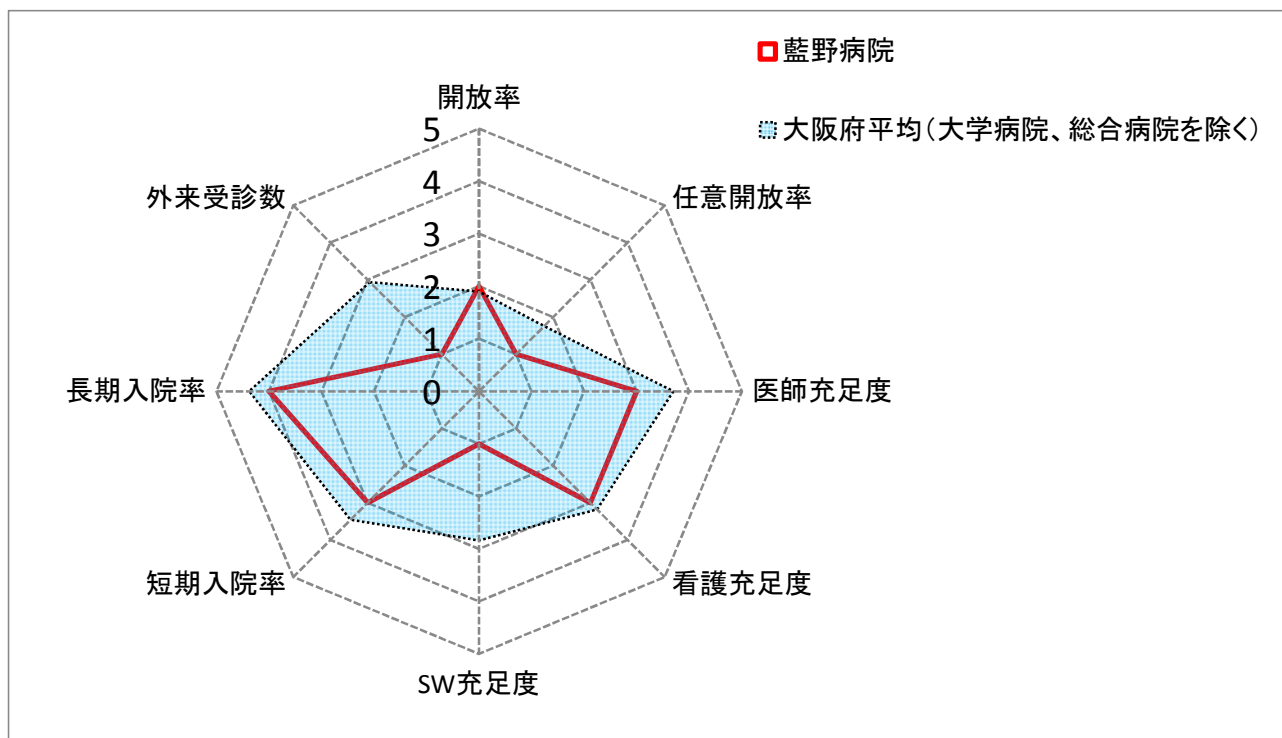 藍野病院
大阪府平均(大学病院、総合病院を除く)
開放率
任意開放率
医師充足度
看護充足度
SW充足度
短期入院率
長期入院率
外来受診数
5
4
3
2
1
0